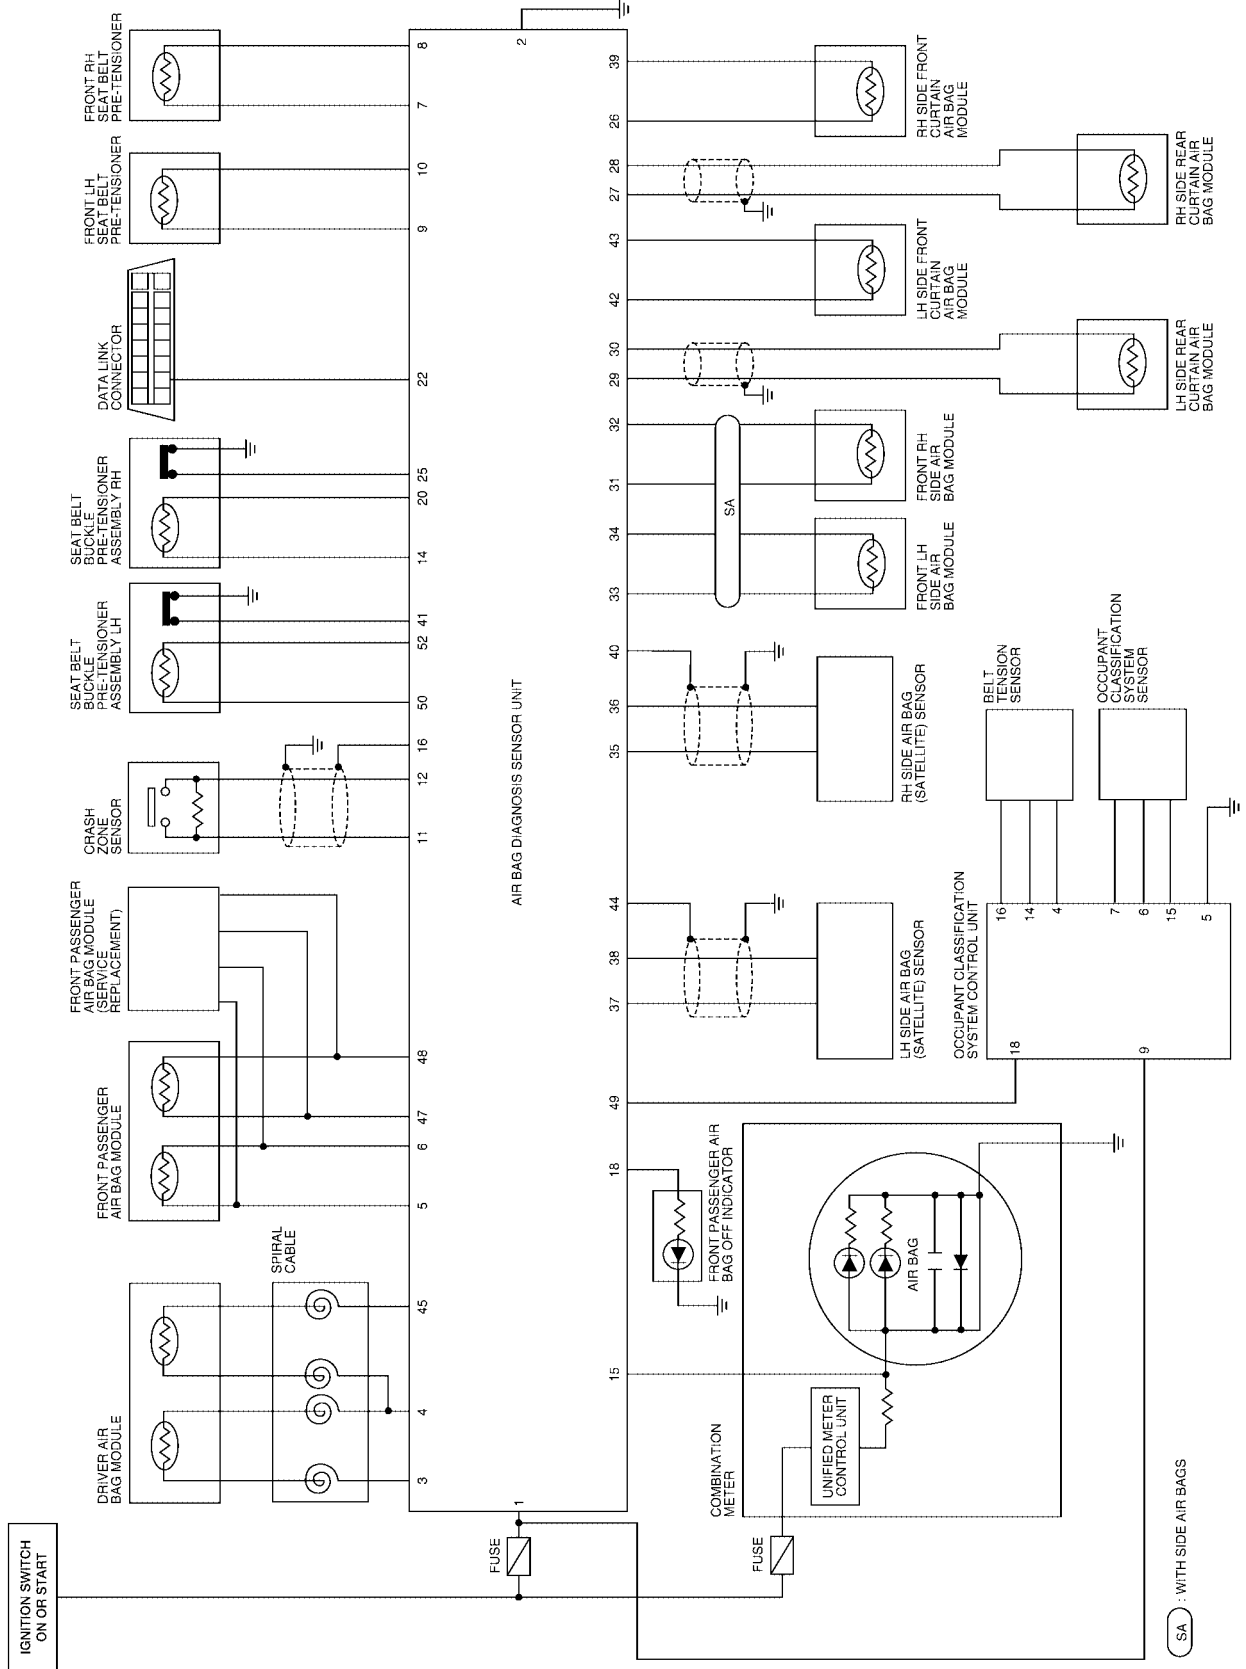 IGNITION SWITCH
ON OR START
FUSE
FUSE
DRIVER AIR
BAG MODULE
SPIRAL
CABLE
FRONT PASSENGER
AIR BAG MODULE
FRONT PASSENGER
AIR BAG MODULE
(SERVICE
REPLACEMENT)
CRASH
ZONE
SENSOR
SEAT BELT
BUCKLE
PRE-TENSIONER
ASSEMBLY LH
SEAT BELT
BUCKLE
PRE-TENSIONER
ASSEMBLY RH
DATA LINK
CONNECTOR
FRONT LH
SEAT BELT
PRE-TENSIONER
FRONT RH
SEAT BELT
PRE-TENSIONER
1
3
4
45
5
6
47
48
11
12
16
50
52
41
14
20
25
22
9
10
7
8
2
AIR BAG DIAGNOSIS SENSOR UNIT
15
18
49
37
38
44
35
36
40
33
34
31
32
29
30
42
43
27
28
26
39
COMBINATION
METER
UNIFIED METER
CONTROL UNIT
AIR BAG
FRONT PASSENGER AIR
BAG OFF INDICATOR
LH SIDE AIR BAG
(SATELLITE) SENSOR
RH SIDE AIR BAG
(SATELLITE) SENSOR
SA
FRONT LH
SIDE AIR
BAG MODULE
FRONT RH
SIDE AIR
BAG MODULE
LH SIDE FRONT
CURTAIN
AIR BAG
MODULE
RH SIDE FRONT
CURTAIN
AIR BAG
MODULE
OCCUPANT CLASSIFICATION
SYSTEM CONTROL UNIT
18
9
16
14
4
7
6
15
5
BELT
TENSION
SENSOR
OCCUPANT
CLASSIFICATION
SYSTEM
SENSOR
LH SIDE REAR
CURTAIN AIR
BAG MODULE
RH SIDE REAR
CURTAIN AIR
BAG MODULE
SA : WITH SIDE AIR BAGS